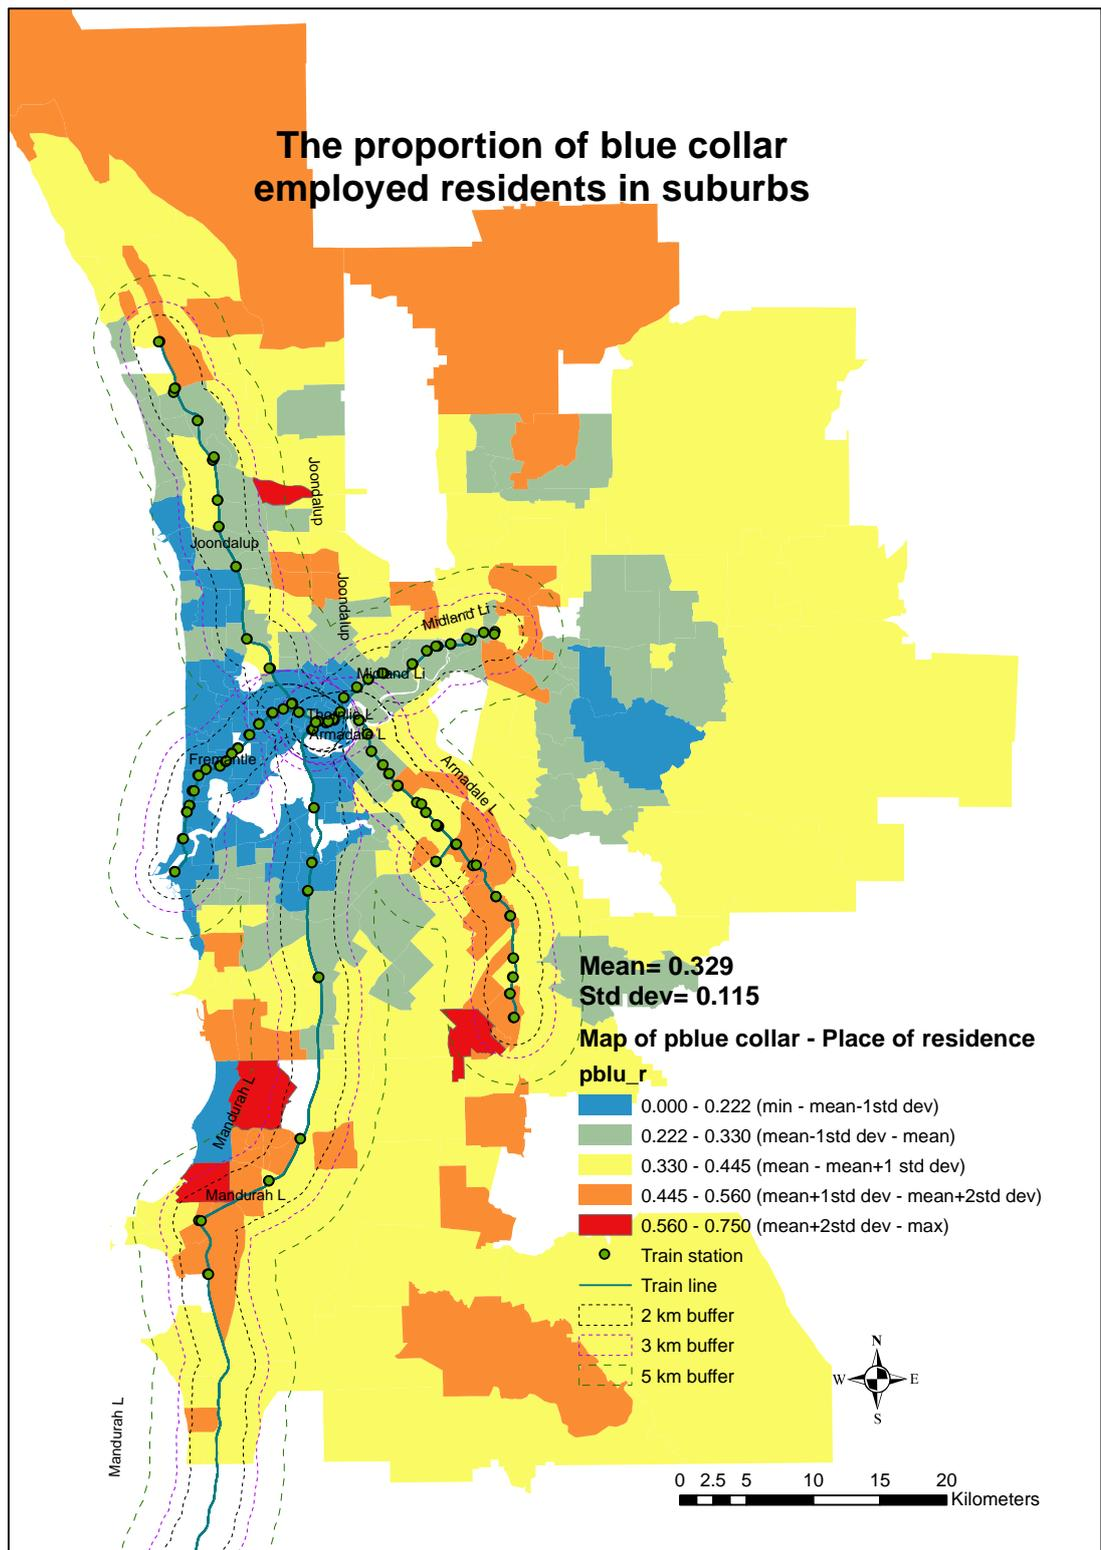 The proportion of blue collar
employed residents in suburbs
Joondalup
Joondalup
Joondalup
Midland Li
Midland Li
Thornlie L
Armadale L
Fremantle
Armadale L
Mean= 0.329
Std dev= 0.115
Map of pblue collar - Place of residence
pblu_r
0.000 - 0.222 (min - mean-1std dev)
0.222 - 0.330 (mean-1std dev - mean)
0.330 - 0.445 (mean - mean+1 std dev)
0.445 - 0.560 (mean+1std dev - mean+2std dev)
0.560 - 0.750 (mean+2std dev - max)
Train station
Train line
2 km buffer
3 km buffer
5 km buffer
Mandurah L
Mandurah L
Mandurah L
N
W E
S
0 2.5 5 10 15 20
Kilometers